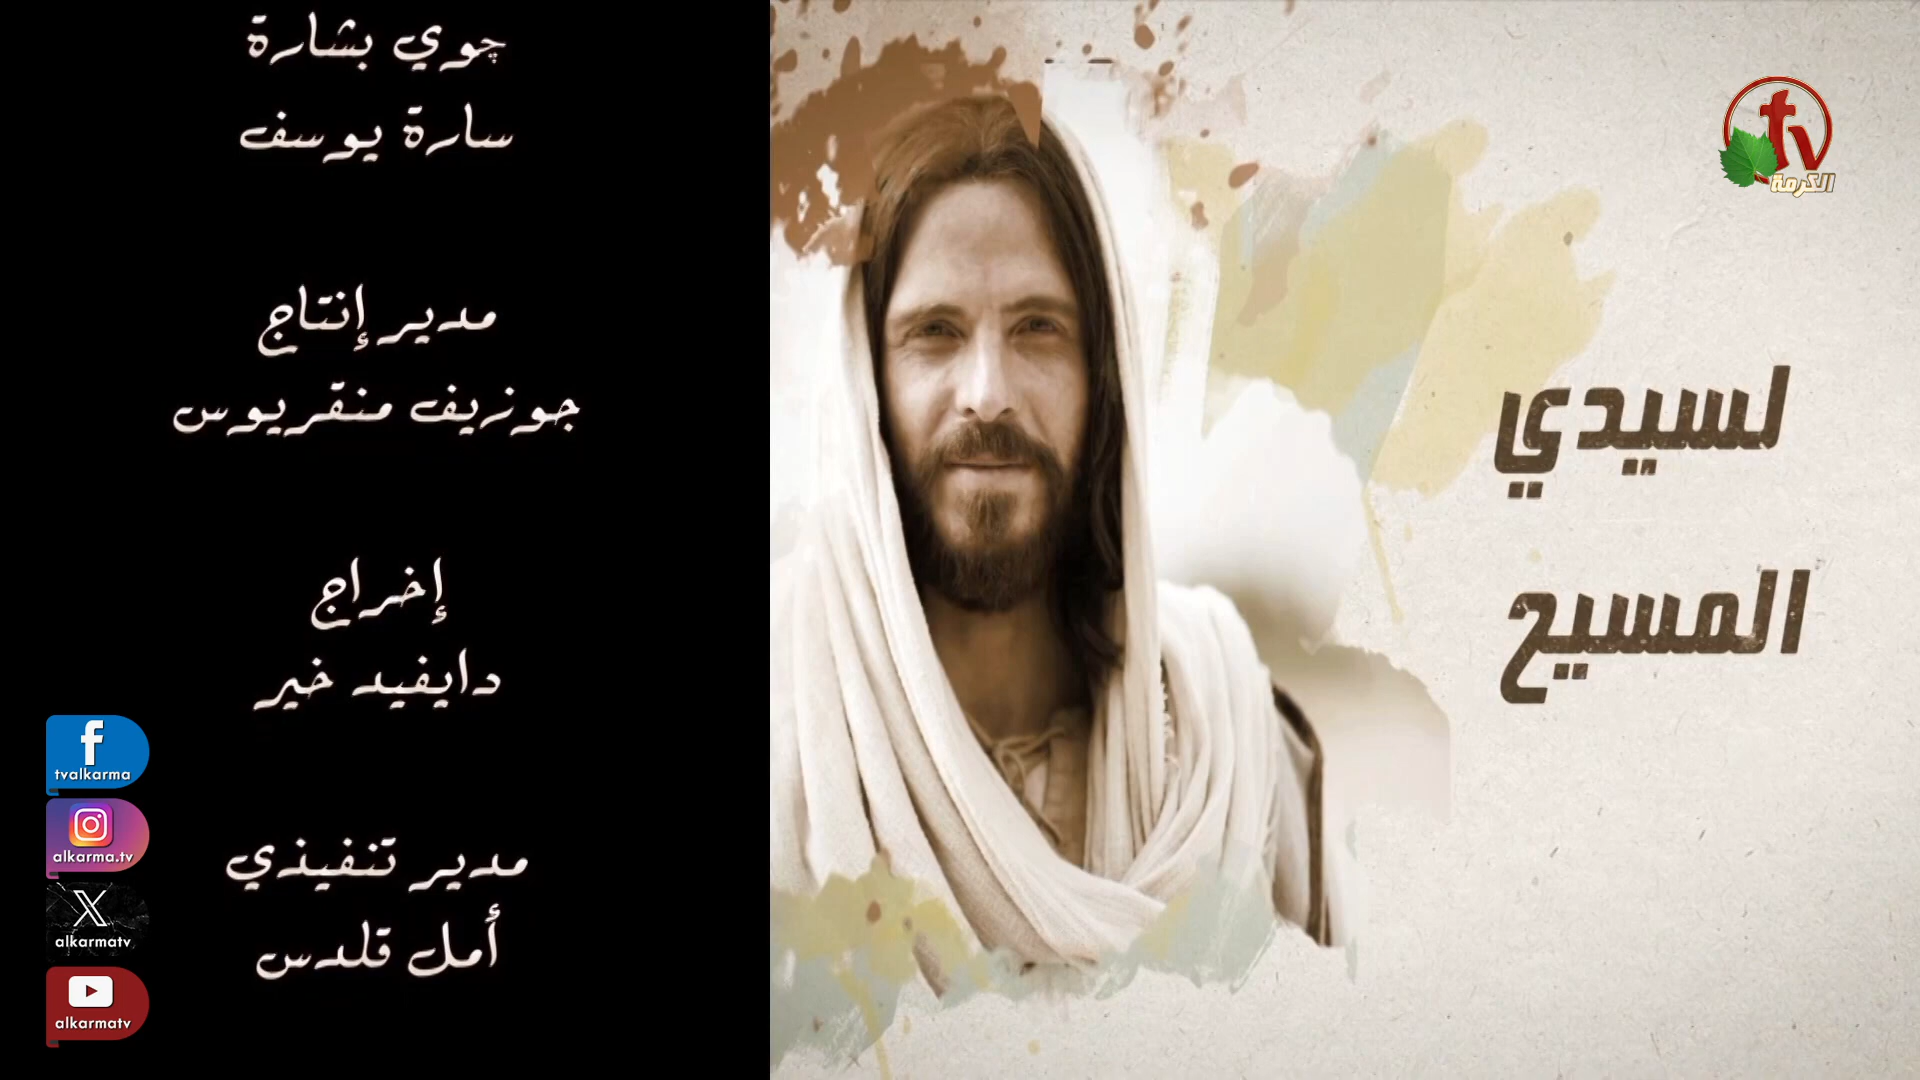 چوي بشارة
سارة يوسف
مدير إنتاج
جوزيف منقريوس
إخراج
دايفيد خير
مدير تنفيذي
أمل قلدس
tvalkarma
alkarma.tv
alkarmatv
alkarmatv
tv
الكرمة
لسيدي
المسيح